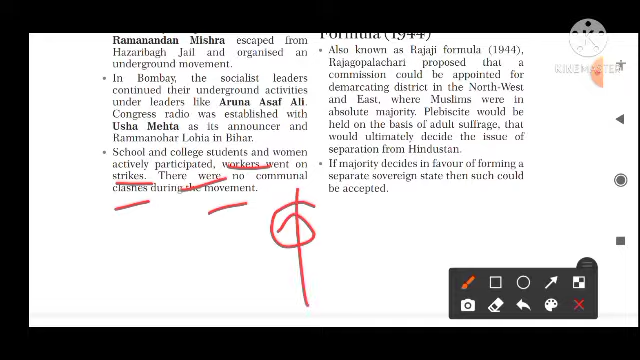 Ramanandan Mishra escaped from
Hazaribagh Jail and organised an
underground movement.
• In Bombay, the socialist leaders
continued their underground activities
under leaders like Aruna Asaf Ali.
Congress radio was established with
Usha Mehta as its announcer and
Rammanohar Lohia in Bihar.
• School and college students and women
actively participated, workers went on
strikes. There were no communal
clashes during the movement.
Formula (1944)
• Also known as Rajaji formula (1944),
Rajagopalachari proposed that a
commission could be appointed for
demarcating district in the North-West
and East, where Muslims were in
absolute majority. Plebiscite would
be held on the basis of adult suffrage, that
would ultimately decide the issue of
separation from Hindustan.
• If majority decides in favour of forming a
separate sovereign state then such could
be accepted.
KINEMASTER